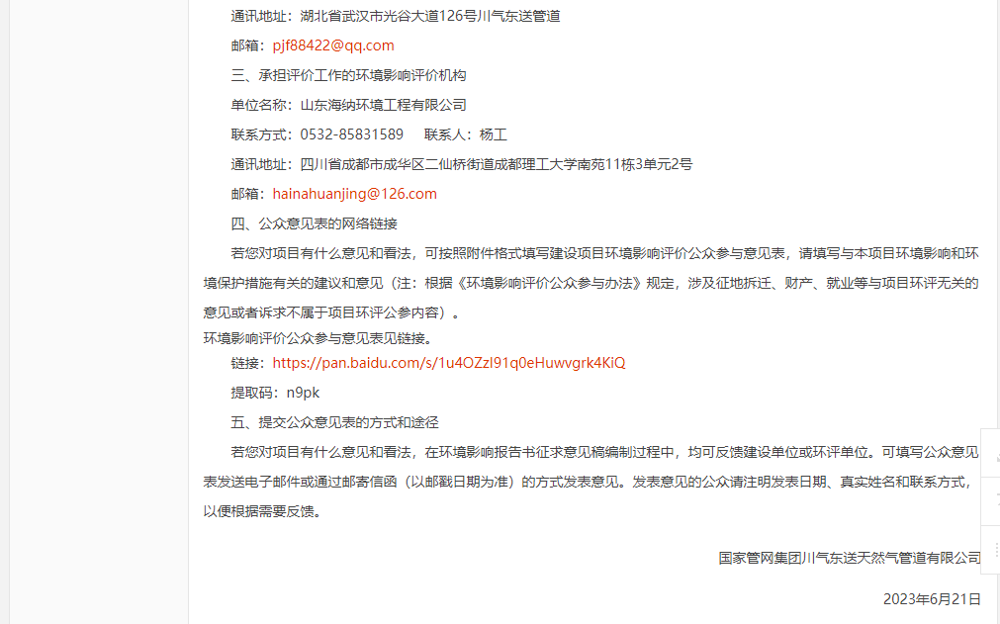 通讯地址：湖北省武汉市光谷大道126号川气东送管道
邮箱：pjf88422@qq.com
三、承担评价工作的环境影响评价机构
单位名称：山东海纳环境工程有限公司
联系方式：0532-85831589 联系人：杨工
通讯地址：四川省成都市成华区二仙桥街道成都理工大学南苑11栋3单元2号
邮箱：hainahuanjing@126.com
四、公众意见表的网络链接
若您对项目有什么意见和看法，可按照附件格式填写建设项目环境影响评价公众参与意见表，请填写与本项目环境影响和环
境保护措施有关的建议和意见（注：根据《环境影响评价公众参与办法》规定，涉及征地拆迁、财产、就业等与项目环评无关的
意见或者诉求不属于项目环评公参内容）。
环境影响评价公众参与意见表见链接。
链接：https://pan.baidu.com/s/1u4OZzl91q0eHuwvgrk4KiQ
提取码：n9pk
五、提交公众意见表的方式和途径
若您对项目有什么意见和看法，在环境影响报告书征求意见稿编制过程中，均可反馈建设单位或环评单位。可填写公众意见
表发送电子邮件或通过邮寄信函（以邮戳日期为准）的方式发表意见。发表意见的公众请注明发表日期、真实姓名和联系方式，
以便根据需要反馈。
国家管网集团川气东送天然气管道有限公司
2023年6月21日